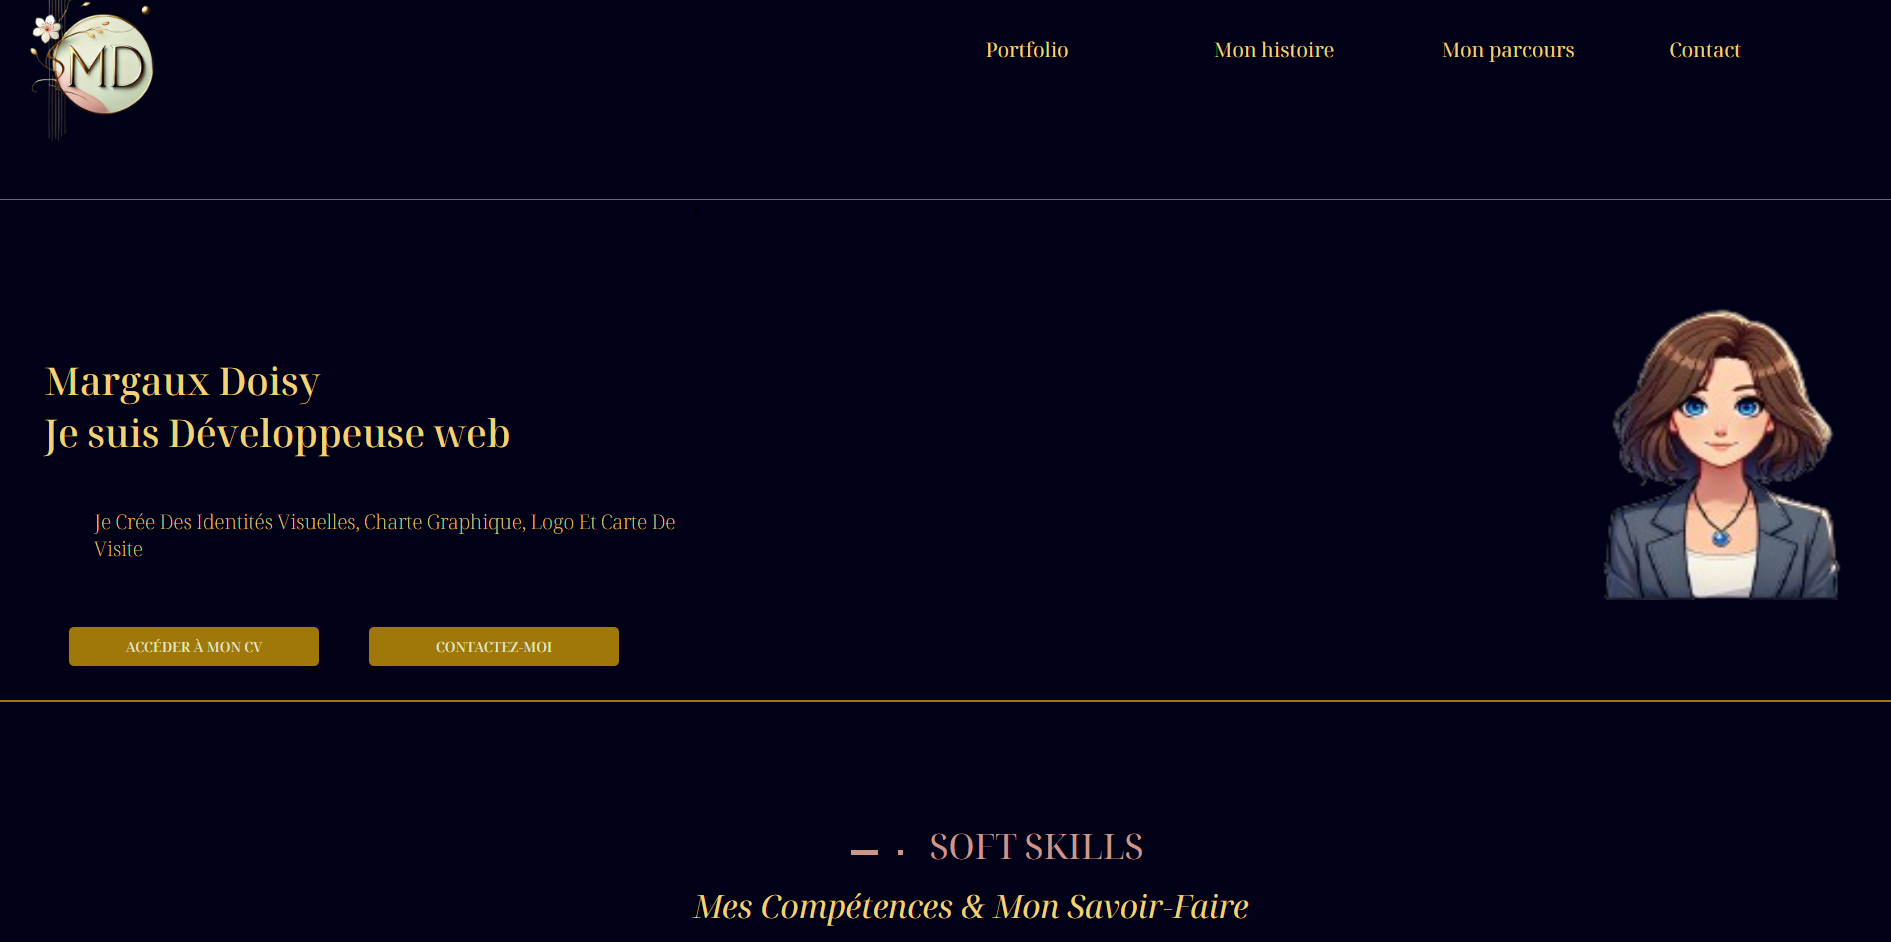 MD
Portfolio
Mon histoire
Mon parcours
Contact
Margaux Doisy
Je suis Développeuse web
Je Crée Des Identités Visuelles, Charte Graphique, Logo Et Carte De
Visite
ACCÉDER À MON CV
CONTACTEZ-MOI
SOFT SKILLS
Mes Compétences & Mon Savoir-Faire